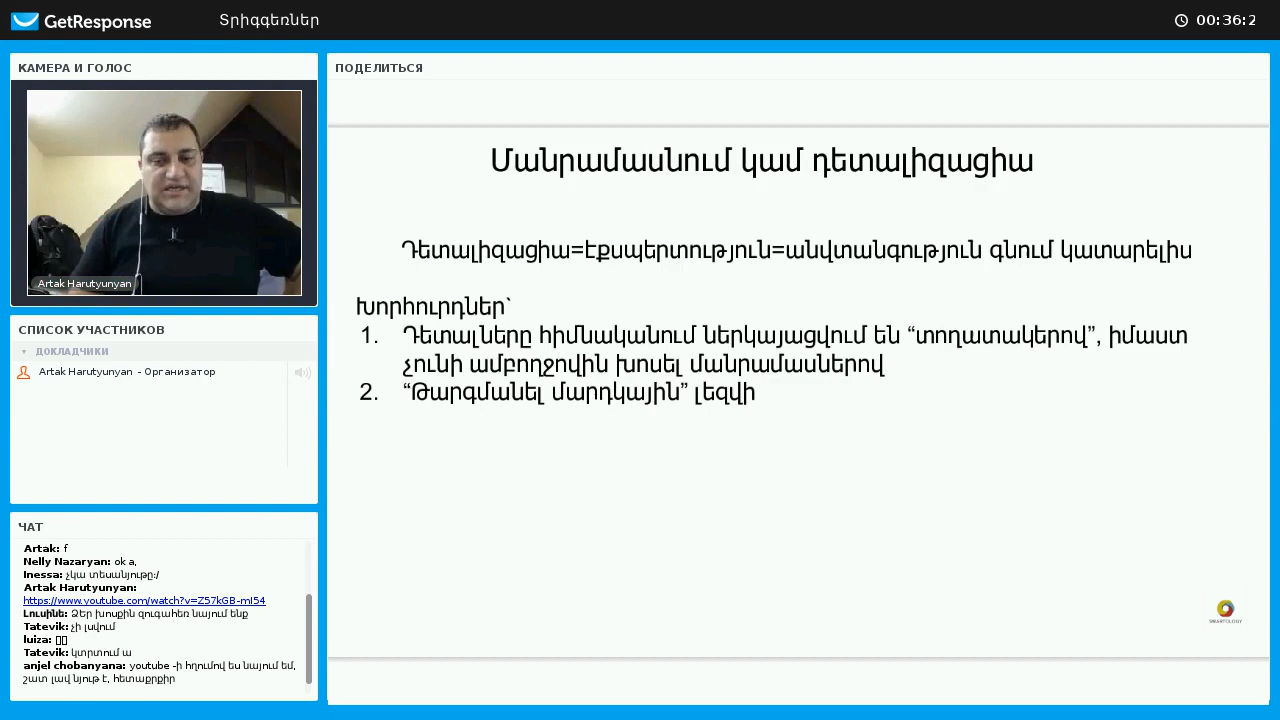 GetResponse
Տրիգգեռներ
00:36:2
КАМЕРА И ГОЛОС
Artak Harutyunyan
СПИСОК УЧАСТНИКОВ
ДОКЛАДЧИКИ
Artak Harutyunyan - Организатор
ЧАТ
Artak: f
Nelly Nazaryan: ok a,
Inessa: չկա տեսանյութը:/
Artak Harutyunyan:
https://www.youtube.com/watch?v=Z57kGB-mI54
Լուսինե: Ձեր խոսքին զուգահեռ նայում ենք
Tatevik: չի լսվում
luiza:
Tatevik: կտրտում ա
anjel chobanyana: youtube -ի հղումով ես նայում եմ,
շատ լավ նյութ է, հետաքրքիր
ПОДЕЛИТЬСЯ
Մանրամասնում կամ դետալիզացիա
Դետալիզացիա=էքսպերտություն=անվտանգություն գնում կատարելիս
Խորհուրդներ՝
1. Դետալները հիմնականում ներկայացվում են “տողատակերով”, իմաստ
չունի ամբողջովին խոսել մանրամասներով
2. “Թարգմանել մարդկային” լեզվի
SMARTOLOGY